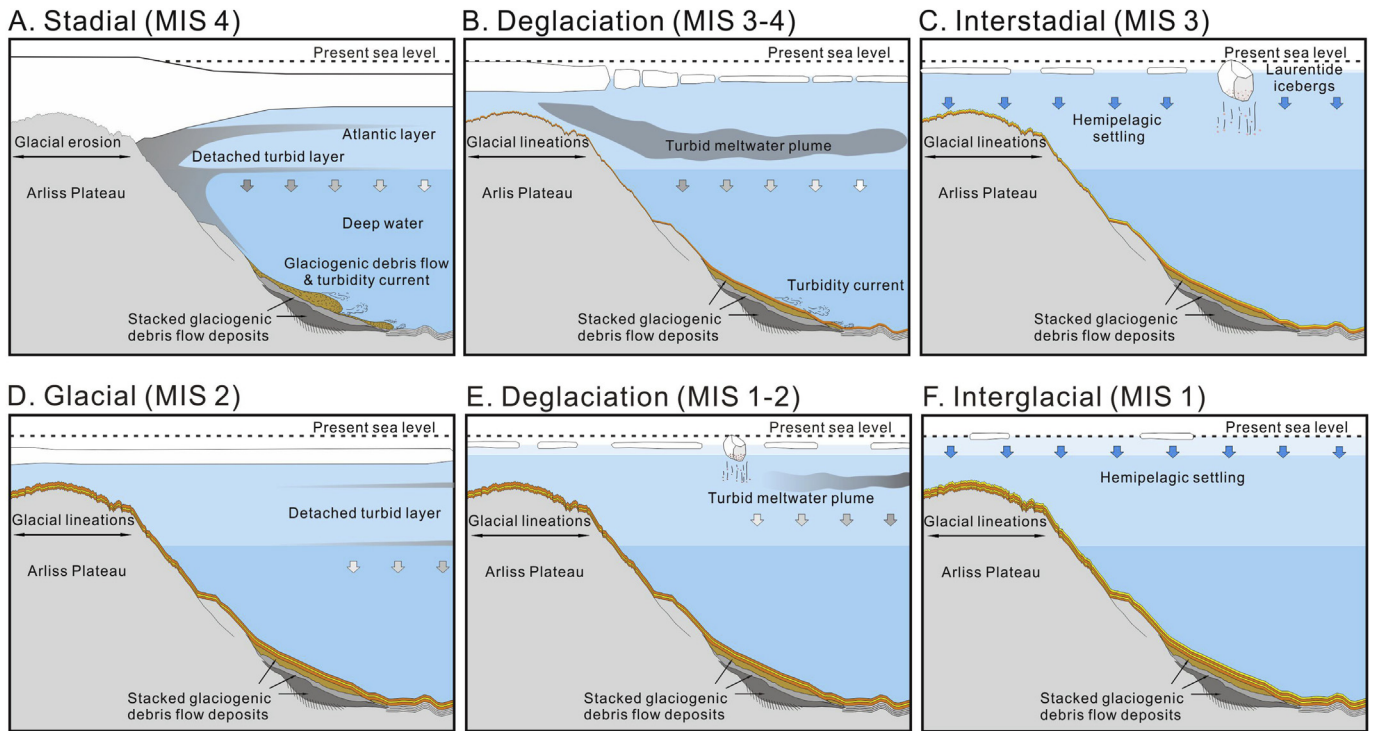 A. Stadial (MIS 4)
Present sea level
Atlantic layer
Glacial erosion
Detached turbid layer
Arliss Plateau
Deep water
Glaciogenic debris flow
& turbidity current
Stacked glaciogenic
debris flow deposits
B. Deglaciation (MIS 3-4)
Present sea level
Glacial lineations
Turbid meltwater plume
Arliss Plateau
Turbidity current
Stacked glaciogenic
debris flow deposits
C. Interstadial (MIS 3)
Present sea level
Laurentide
icebergs
Hemipelagic
settling
Glacial lineations
Arliss Plateau
Stacked glaciogenic
debris flow deposits
D. Glacial (MIS 2)
Present sea level
Detached turbid layer
Glacial lineations
Arliss Plateau
Stacked glaciogenic
debris flow deposits
E. Deglaciation (MIS 1-2)
Present sea level
Turbid meltwater plume
Glacial lineations
Arliss Plateau
Stacked glaciogenic
debris flow deposits
F. Interglacial (MIS 1)
Present sea level
Hemipelagic settling
Glacial lineations
Arliss Plateau
Stacked glaciogenic
debris flow deposits